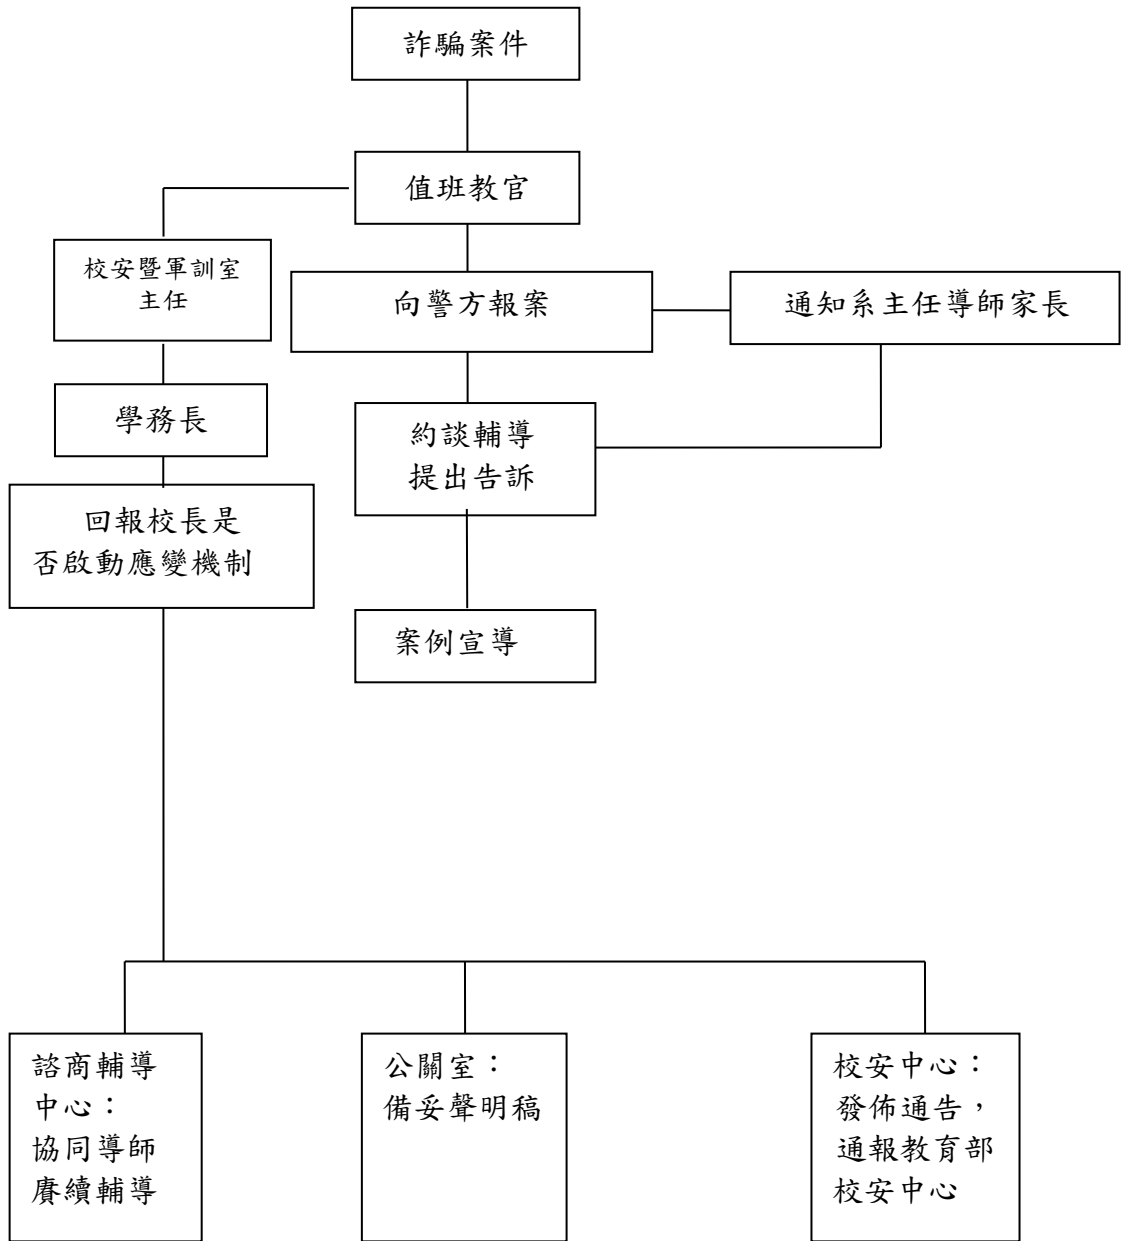 詐騙案件
值班教官
校安暨軍訓室
主任
向警方報案
通知系主任導師家長
學務長
約談輔導
提出告訴
回報校長是
否啟動應變機制
案例宣導
諮商輔導
中心：
協同導師
賡續輔導
公關室：
備妥聲明稿
校安中心：
發佈通告，
通報教育部
校安中心